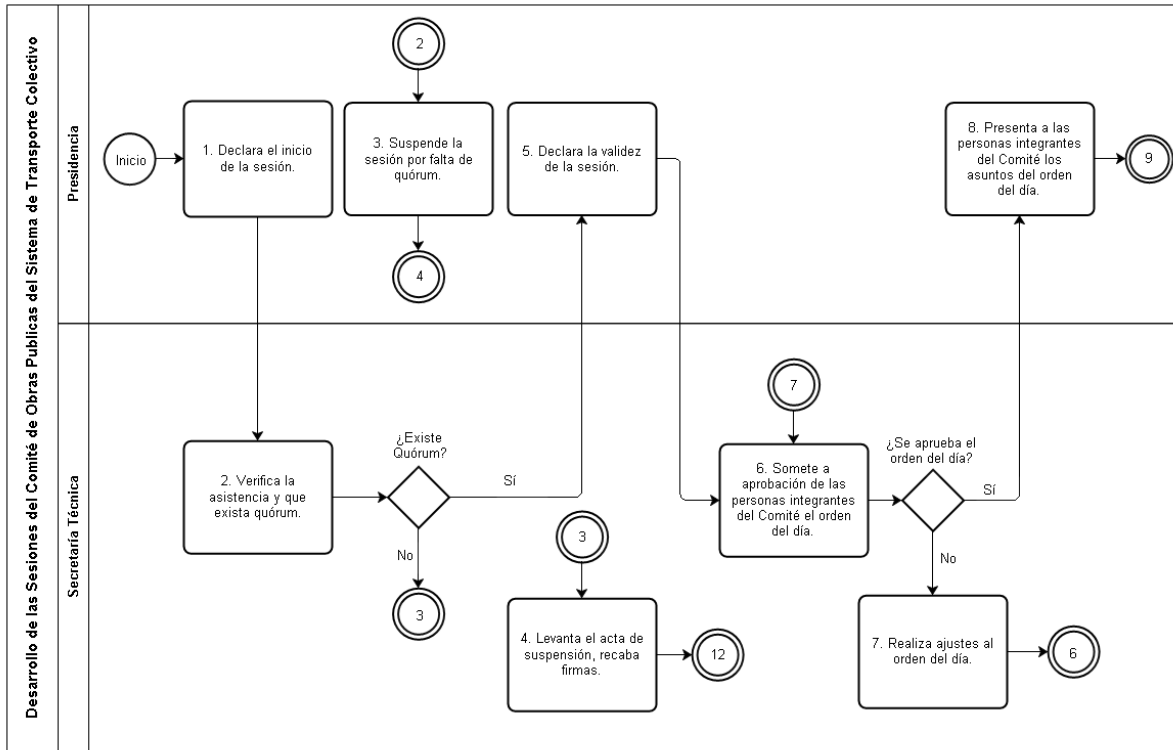 Desarrollo de las Sesiones del Comité de Obras Publicas del Sistema de Transporte Colectivo
Presidencia
Inicio
1. Declara el inicio
de la sesión.
2
3. Suspende la
sesión por falta de
quórum.
4
5. Declara la validez
de la sesión.
8. Presenta a las
personas integrantes
del Comité los
asuntos del orden
del día.
9
Secretaría Técnica
2. Verifica la
asistencia y que
exista quórum.
¿Existe
Quórum?
Sí
No
3
3
4. Levanta el acta de
suspensión, recaba
firmas.
12
7
6. Somete a
aprobación de las
personas integrantes
del Comité el orden
del día.
¿Se aprueba el
orden del día?
Sí
No
7. Realiza ajustes al
orden del día.
6